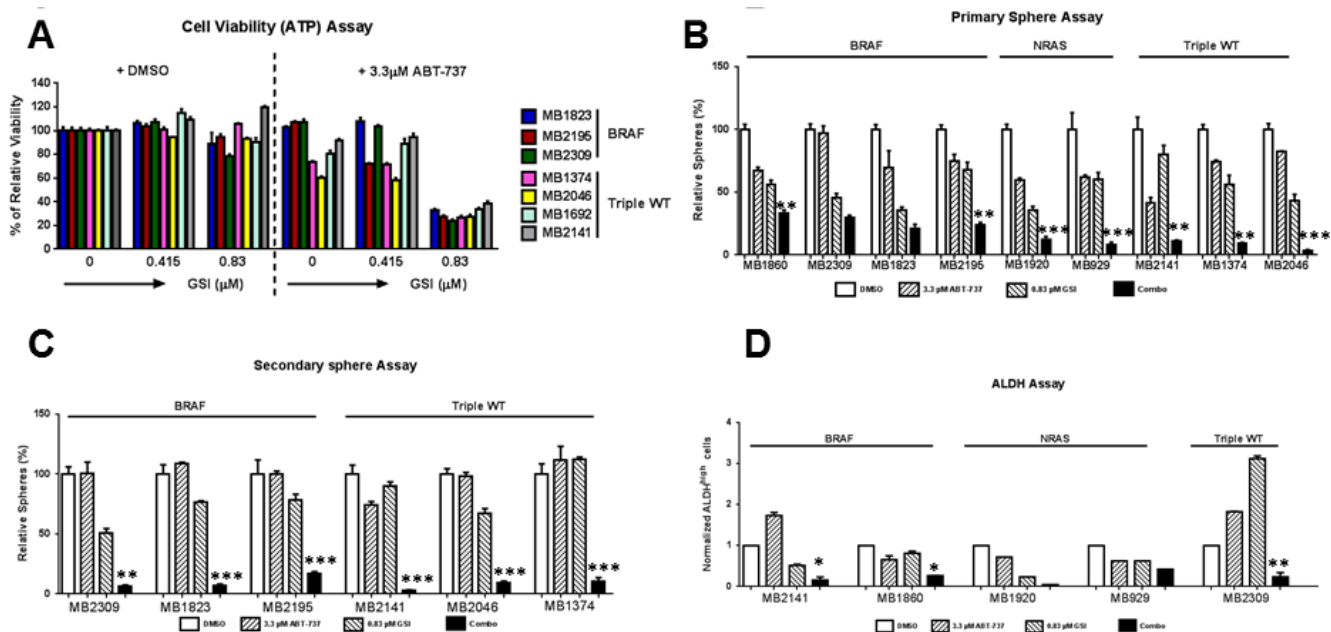 A
Cell Viability (ATP) Assay
+ DMSO
+ 3.3µM ABT-737
% of Relative Viability
120
100
80
60
40
20
0
0
0.415
0.83
0
0.415
0.83
GSI (µM)
GSI (µM)
MB1823
MB2195
MB2309
BRAF
MB1374
MB2046
MB1692
MB2141
Triple WT
B
Primary Sphere Assay
BRAF
NRAS
Triple WT
Relative Spheres (%)
150
100
50
0
**
**
***
***
**
**
***
MB1860
MB2309
MB1823
MB2195
MB1920
MB929
MB2141
MB1374
MB2046
DMSO
3.3 µM ABT-737
0.83 µM GSI
Combo
C
Secondary sphere Assay
BRAF
Triple WT
Relative Spheres (%)
150
100
50
0
**
***
***
***
***
***
MB2309
MB1823
MB2195
MB2141
MB2046
MB1374
DMSO
3.3 µM ABT-737
0.83 µM GSI
Combo
D
ALDH Assay
BRAF
NRAS
Triple WT
Normalized ALDHhigh cells
4
3
2
1
0
*
*
**
MB2141
MB1860
MB1920
MB929
MB2309
DMSO
3.3 µM ABT-737
0.83 µM GSI
Combo